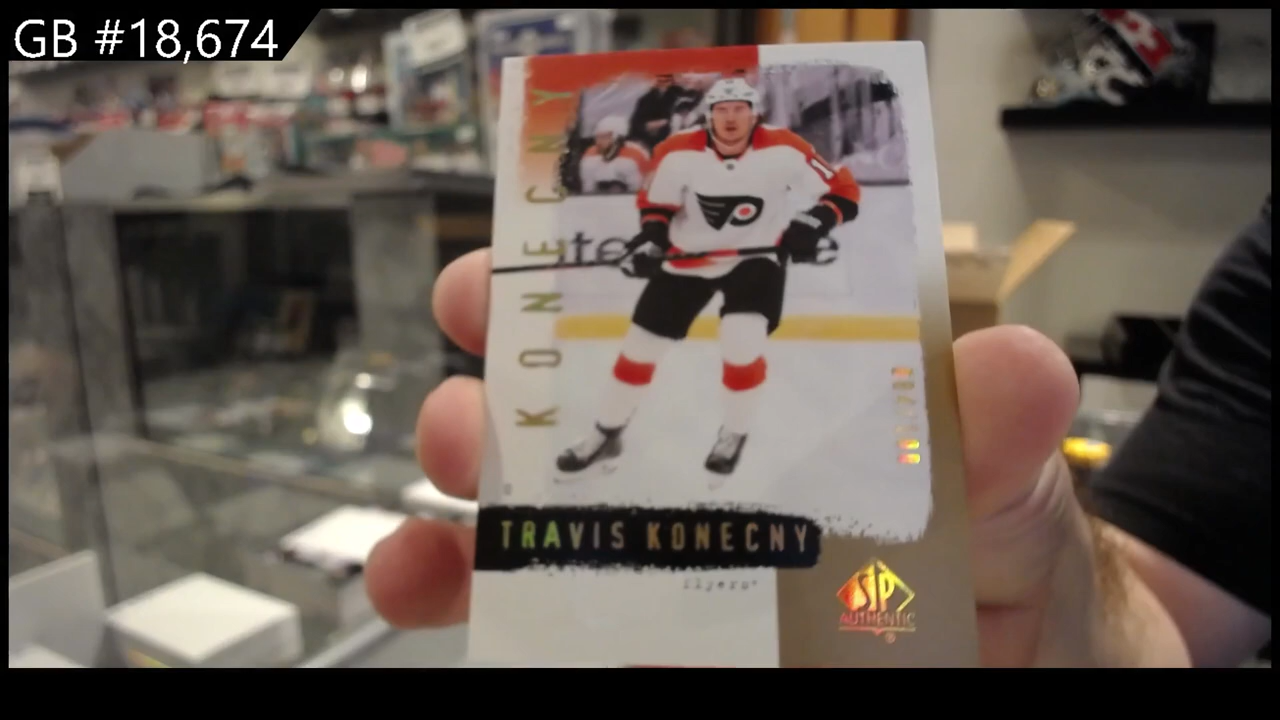 GB #18,674
KONECNY
TRAVIS KONECNY
flyers
SP
AUTHENTIC